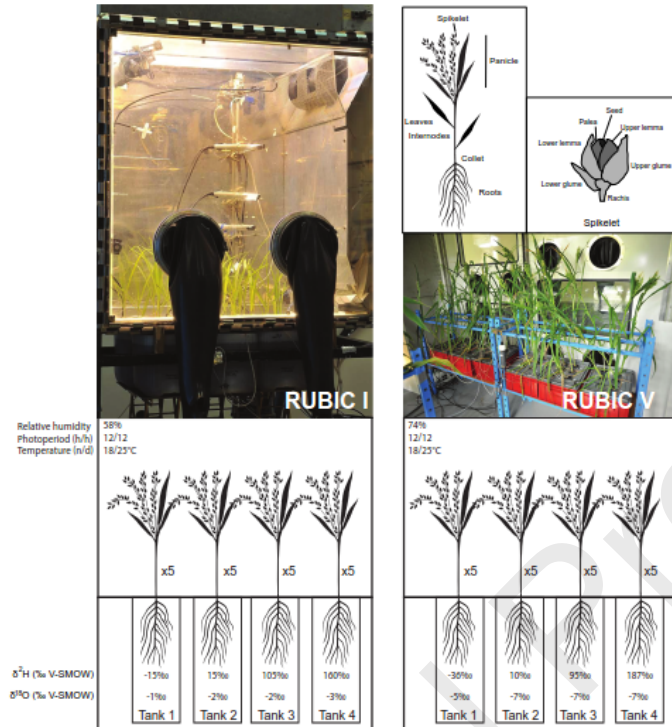 Spikelet
Panicle
Leaves
Internodes
Collet
Roots
Seed
Palea
Upper lemma
Lower lemma
Upper glume
Lower glume
Rachis
Spikelet
RUBIC I
RUBIC V
Relative humidity 58% 74%
Photoperiod (h/h) 12/12 12/12
Temperature (n/d) 18/25°C 18/25°C
x5 x5 x5 x5 x5 x5 x5 x5
δ²H (‰ V-SMOW) -15‰ 15‰ 105‰ 160‰ -36‰ 10‰ 95‰ 187‰
δ¹⁸O (‰ V-SMOW) -1‰ -2‰ -2‰ -3‰ -5‰ -7‰ -7‰ -7‰
Tank 1 Tank 2 Tank 3 Tank 4 Tank 1 Tank 2 Tank 3 Tank 4